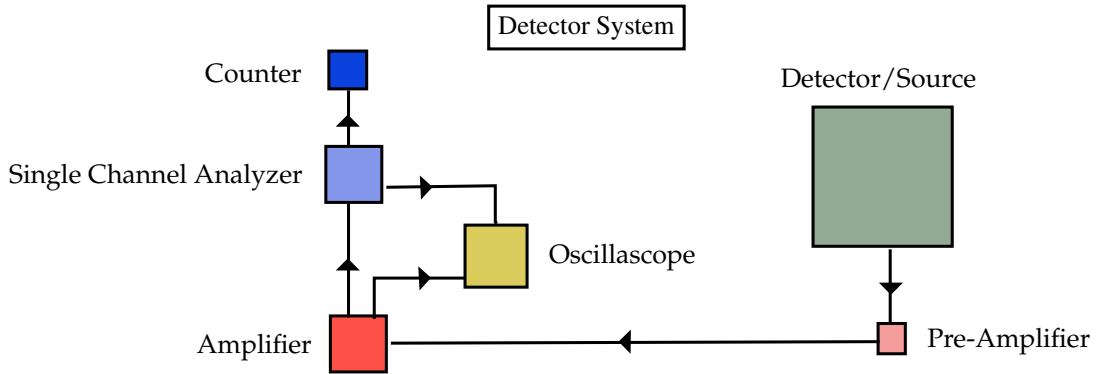 Detector System
Counter
Detector/Source
Single Channel Analyzer
Oscillascope
Amplifier
Pre-Amplifier